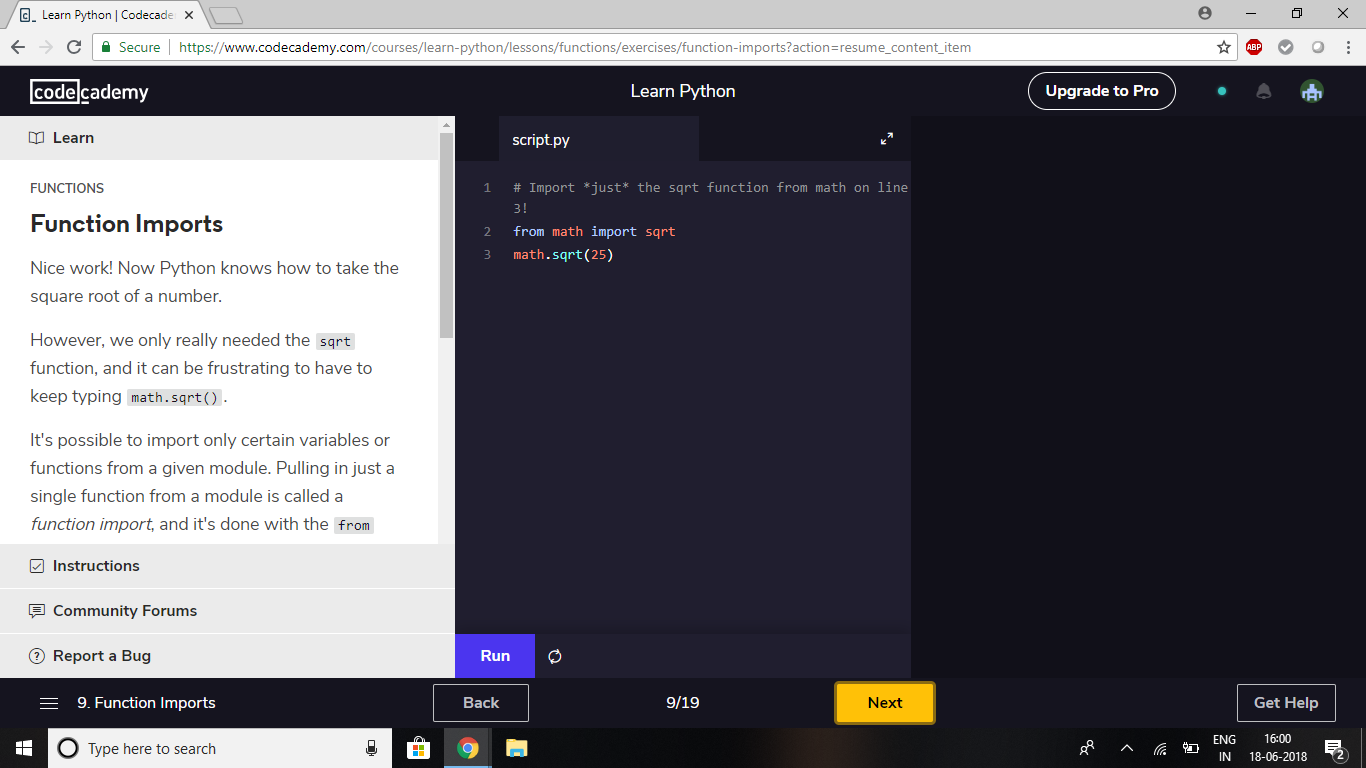 Learn Python | Codecade
Secure
https://www.codecademy.com/courses/learn-python/lessons/functions/exercises/function-imports?action=resume_content_item
ABP
codecademy
Learn Python
Upgrade to Pro
Learn
FUNCTIONS
Function Imports
Nice work! Now Python knows how to take the
square root of a number.
However, we only really needed the sqrt
function, and it can be frustrating to have to
keep typing math.sqrt() .
It's possible to import only certain variables or
functions from a given module. Pulling in just a
single function from a module is called a
function import, and it's done with the from
Instructions
Community Forums
Report a Bug
script.py
1 # Import *just* the sqrt function from math on line
3!
2 from math import sqrt
3 math.sqrt(25)
Run
9. Function Imports
Back
9/19
Next
Get Help
Type here to search
ENG
IN
16:00
18-06-2018
2